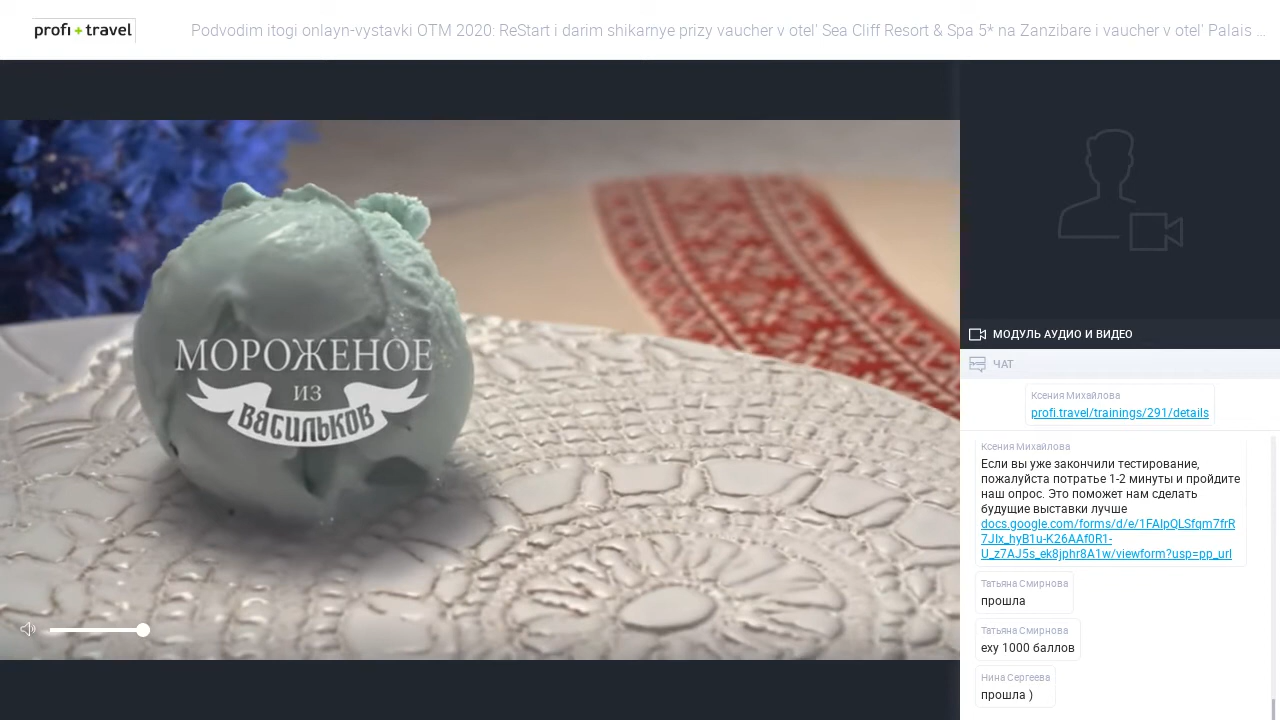 profi + travel
Podvodim itogi onlayn-vystavki OTM 2020: ReStart i darim shikarnye prizy vaucher v otel' Sea Cliff Resort & Spa 5* na Zanzibare i vaucher v otel' Palais ...
МОРОЖЕНОЕ
ИЗ
ВАСИЛЬКОВ
МОДУЛЬ АУДИО И ВИДЕО
ЧАТ
Ксения Михайлова
profi.travel/trainings/291/details
Ксения Михайлова
Если вы уже закончили тестирование,
пожалуйста потратье 1-2 минуты и пройдите
наш опрос. Это поможет нам сделать
будущие выставки лучше
docs.google.com/forms/d/e/1FAIpQLSfqm7frR
7JIx_hyB1u-K26AAf0R1-
U_z7AJ5s_ek8jphr8A1w/viewform?usp=pp_url
Татьяна Смирнова
прошла
Татьяна Смирнова
еху 1000 баллов
Нина Сергеева
прошла )